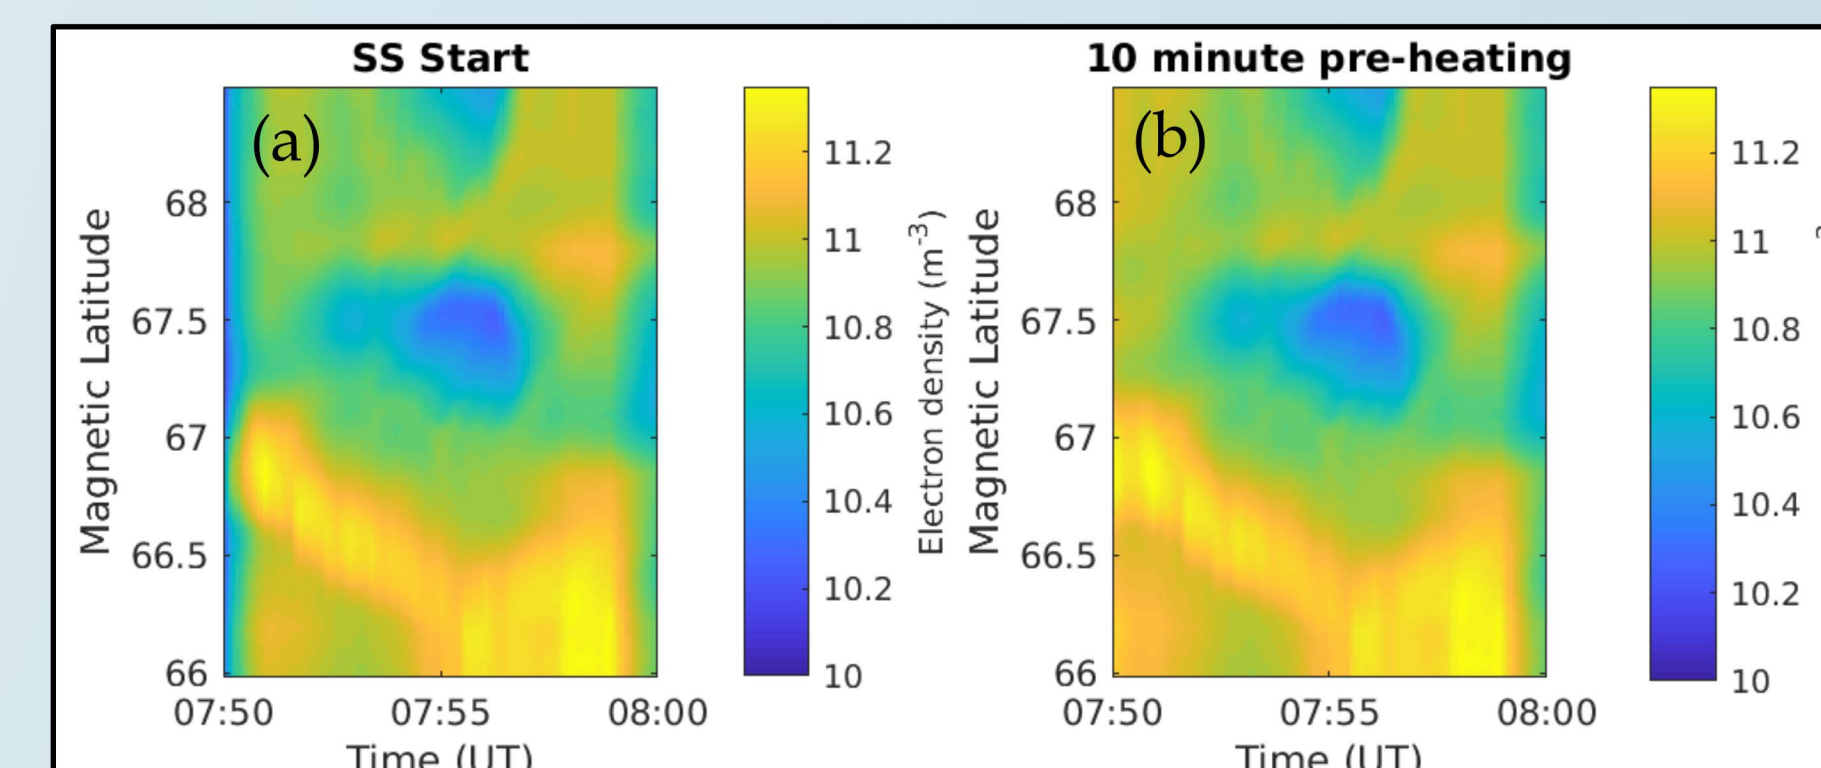 SS Start
(a)
Magnetic Latitude
68
67.5
67
66.5
66
07:50 07:55 08:00
Time (UT)
11.2
11
10.8
10.6
10.4
10.2
10
Electron density (m⁻³)
10 minute pre-heating
(b)
Magnetic Latitude
68
67.5
67
66.5
66
07:50 07:55 08:00
Time (UT)
11.2
11
10.8
10.6
10.4
10.2
10